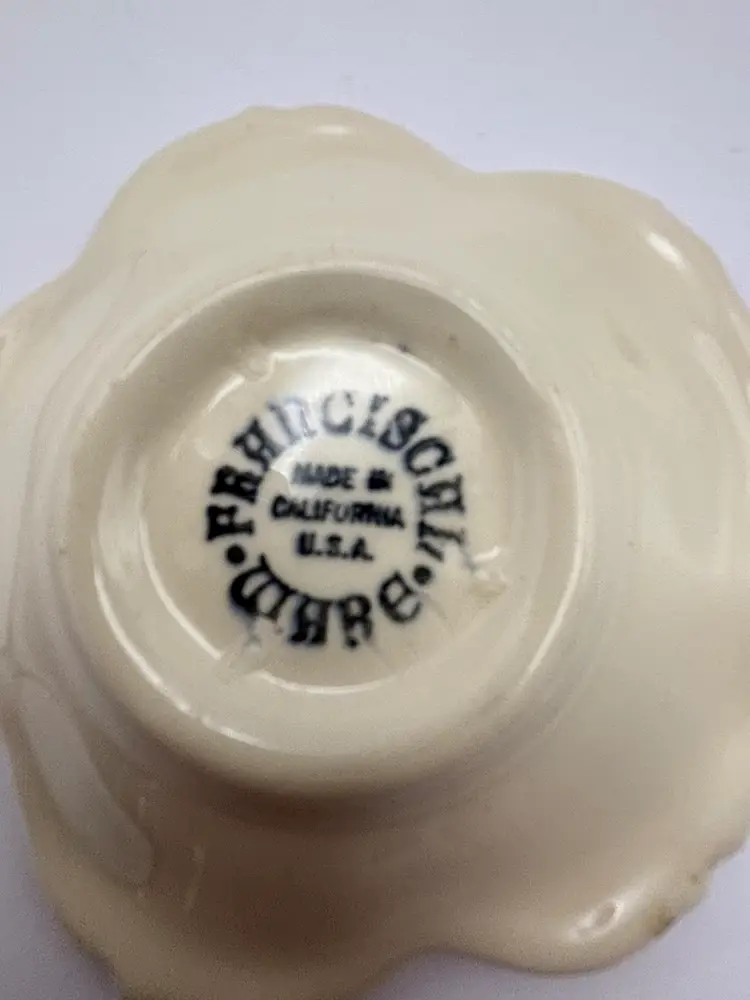 FRANCISCAN
MADE IN
CALIFORNIA
U.S.A.
WARE